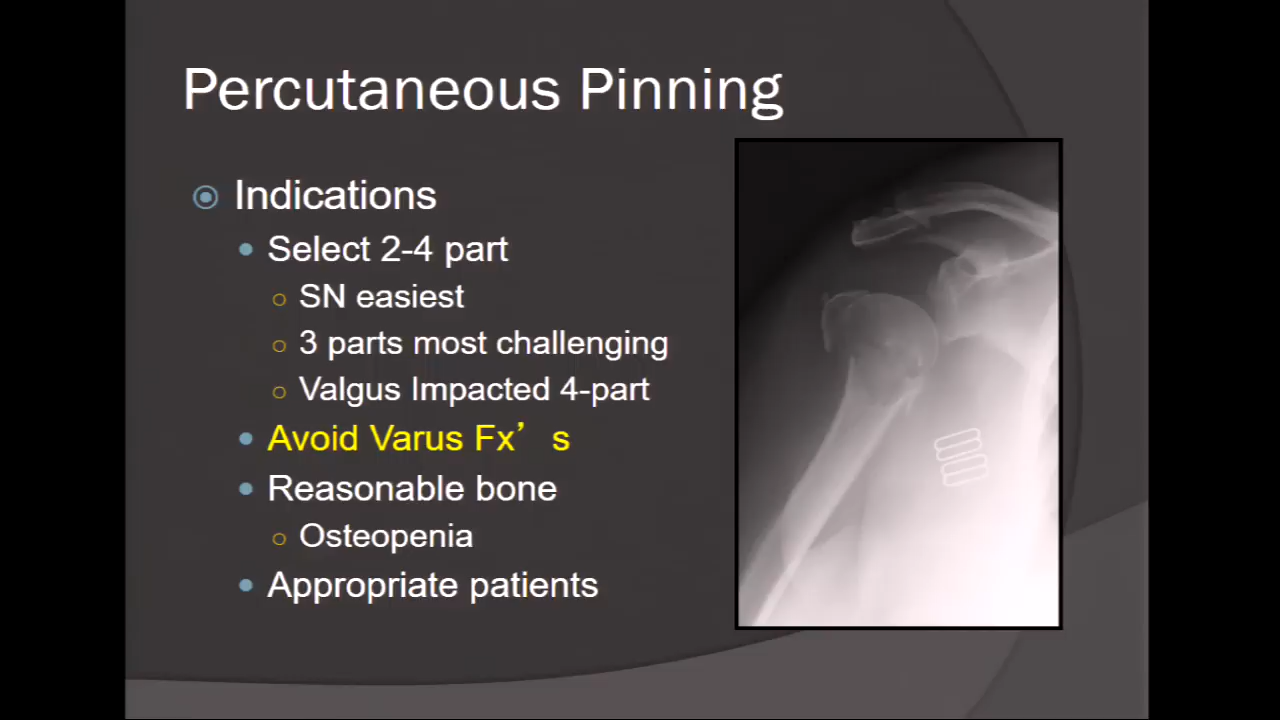 Percutaneous Pinning
Indications
Select 2-4 part
SN easiest
3 parts most challenging
Valgus Impacted 4-part
Avoid Varus Fx’ s
Reasonable bone
Osteopenia
Appropriate patients